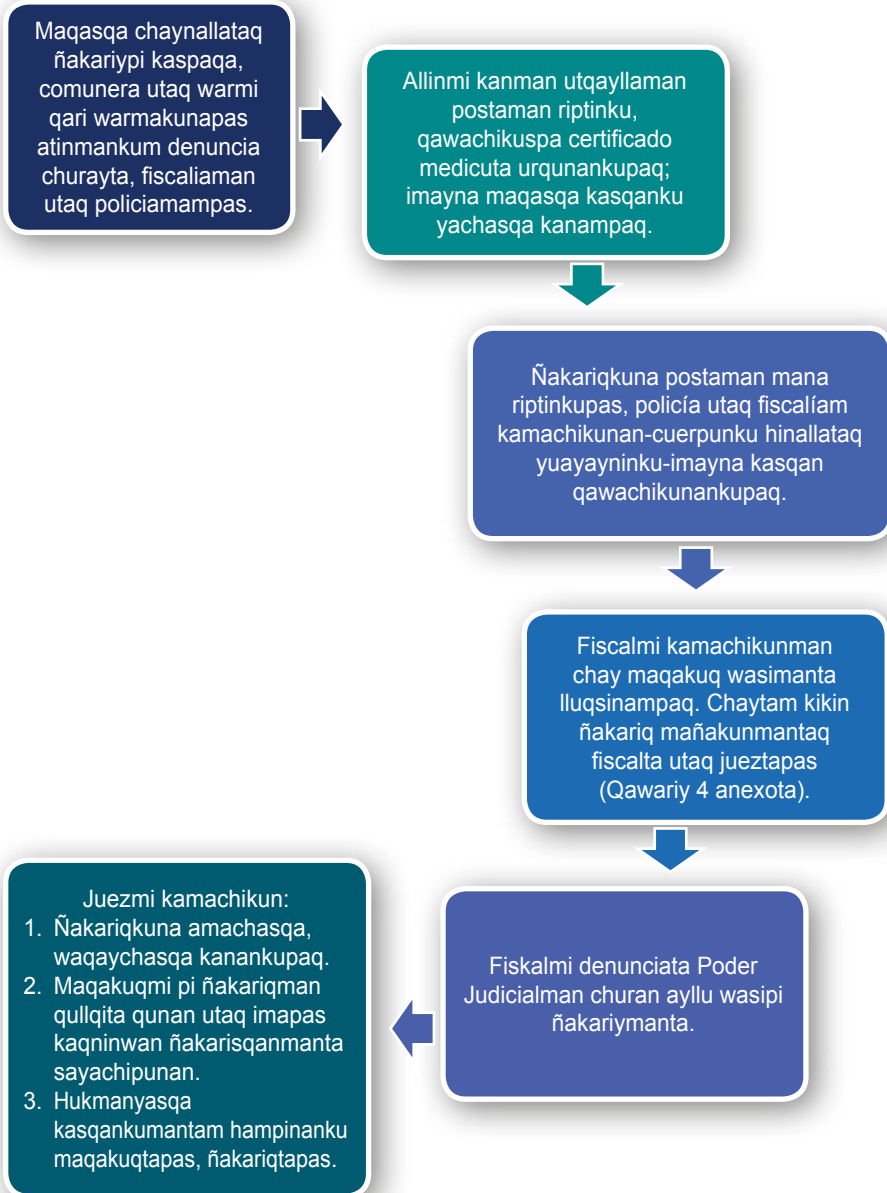 Maqasqa chaynallataq
ñakariypi kaspaqa,
comunera utaq warmi
qari warmakunapas
atinmankum denuncia
churayta, fiscaliaman
utaq policiamampas.
Allinmi kanman utqayllaman
postaman riptinku,
qawachikuspa certificado
medicuta urqunankupaq;
imayna maqasqa kasqanku
yachasqa kanampaq.
Ñakariqkuna postaman mana
riptinkupas, policía utaq fiscalíam
kamachikunan-cuerpunku hinallataq
yuayayninku-imayna kasqan
qawachikunankupaq.
Fiscalmi kamachikunman
chay maqakuq wasimanta
lluqsinampaq. Chaytam kikin
ñakariq mañakunmantaq
fiscalta utaq jueztapas
(Qawariy 4 anexota).
Fiskalmi denunciata Poder
Judicialman churan ayllu wasipi
ñakariymanta.
Juezmi kamachikun:
1. Ñakariqkuna amachasqa,
waqaychasqa kanankupaq.
2. Maqakuqmi pi ñakariqman
qullqita qunan utaq imapas
kaqninwan ñakarisqanmanta
sayachipunan.
3. Hukmanyasqa
kasqankumantam hampinanku
maqakuqtapas, ñakariqtapas.